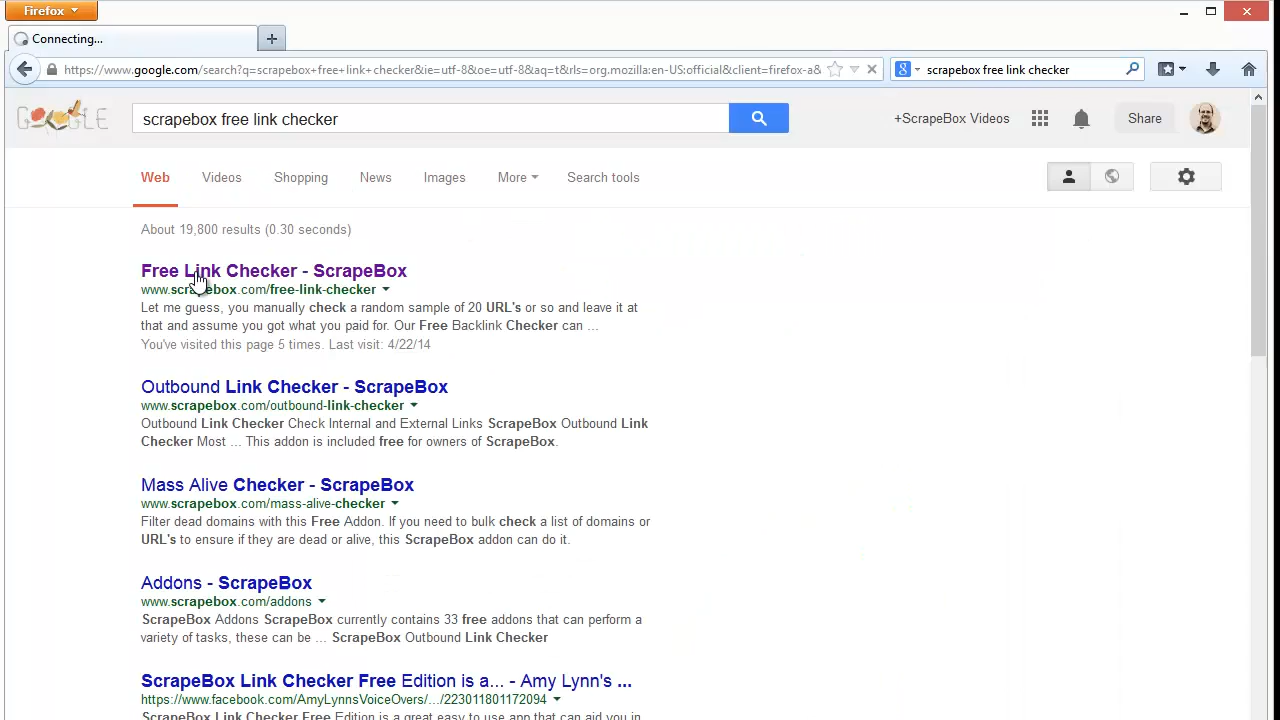 Firefox
Connecting...
https://www.google.com/search?q=scrapebox+free+link+checker&ie=utf-8&oe=utf-8&aq=t&rls=org.mozilla:en-US:official&client=firefox-a&
scrapebox free link checker
GOOGLE
scrapebox free link checker
+ScrapeBox Videos
Share
Web
Videos
Shopping
News
Images
More
Search tools
About 19,800 results (0.30 seconds)
Free Link Checker - ScrapeBox
www.scrapebox.com/free-link-checker
Let me guess, you manually check a random sample of 20 URL's or so and leave it at
that and assume you got what you paid for. Our Free Backlink Checker can ...
You've visited this page 5 times. Last visit: 4/22/14
Outbound Link Checker - ScrapeBox
www.scrapebox.com/outbound-link-checker
Outbound Link Checker Check Internal and External Links ScrapeBox Outbound Link
Checker Most ... This addon is included free for owners of ScrapeBox.
Mass Alive Checker - ScrapeBox
www.scrapebox.com/mass-alive-checker
Filter dead domains with this Free Addon. If you need to bulk check a list of domains or
URL's to ensure if they are dead or alive, this ScrapeBox addon can do it.
Addons - ScrapeBox
www.scrapebox.com/addons
ScrapeBox Addons ScrapeBox currently contains 33 free addons that can perform a
variety of tasks, these can be ... ScrapeBox Outbound Link Checker
ScrapeBox Link Checker Free Edition is a... - Amy Lynn's ...
https://www.facebook.com/AmyLynnsVoiceOvers/.../223011801172094
ScrapeBox Link Checker Free Edition is a great easy to use app that can aid you in